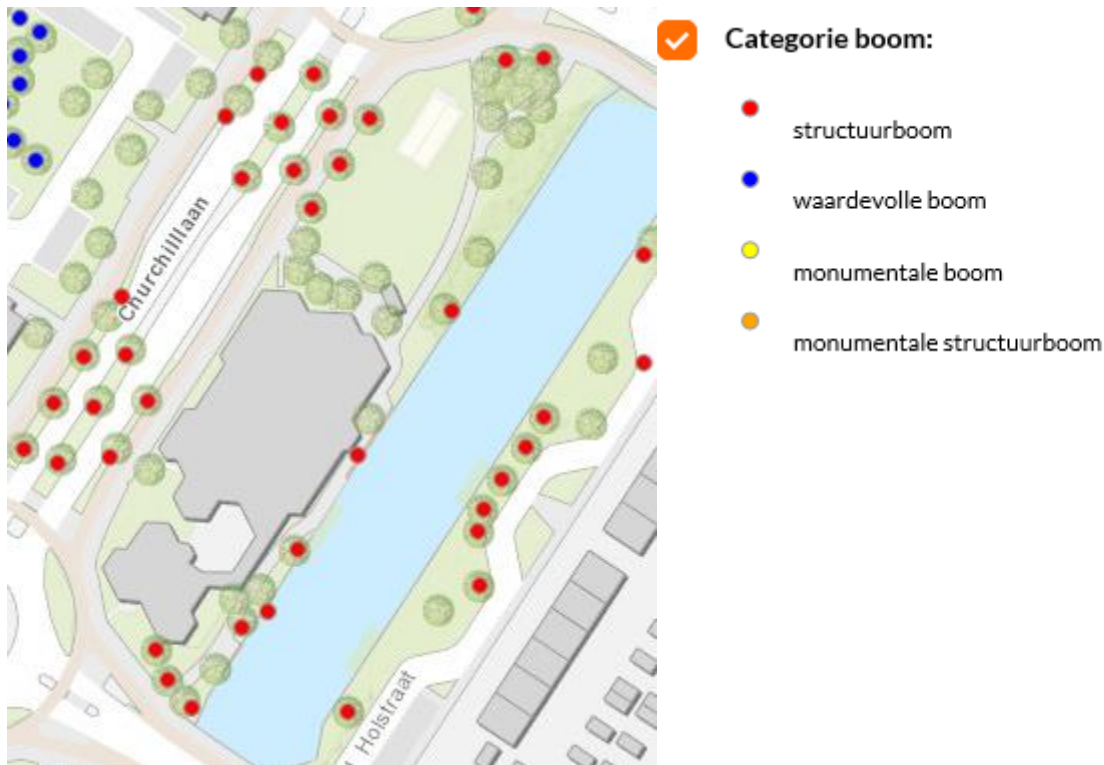 Categorie boom:
structuurboom
waardevolle boom
monumentale boom
monumentale structuurboom
Churchilllaan
Holstraat